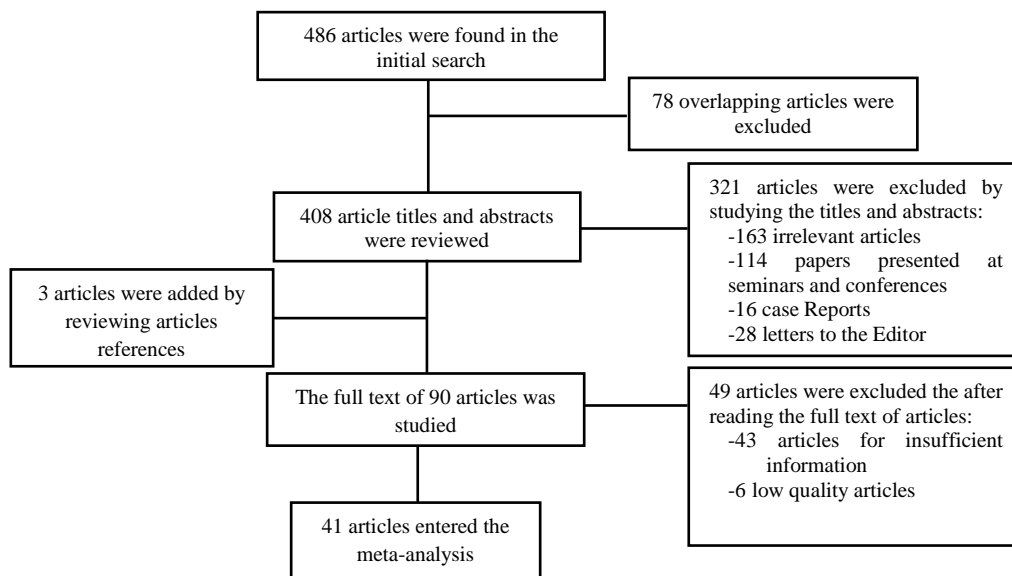 486 articles were found in the
initial search
78 overlapping articles were
excluded
321 articles were excluded by
studying the titles and abstracts:
-163 irrelevant articles
-114 papers presented at
seminars and conferences
-16 case Reports
-28 letters to the Editor
408 article titles and abstracts
were reviewed
3 articles were added by
reviewing articles
references
The full text of 90 articles was
studied
49 articles were excluded the after
reading the full text of articles:
-43 articles for insufficient
information
-6 low quality articles
41 articles entered the
meta-analysis